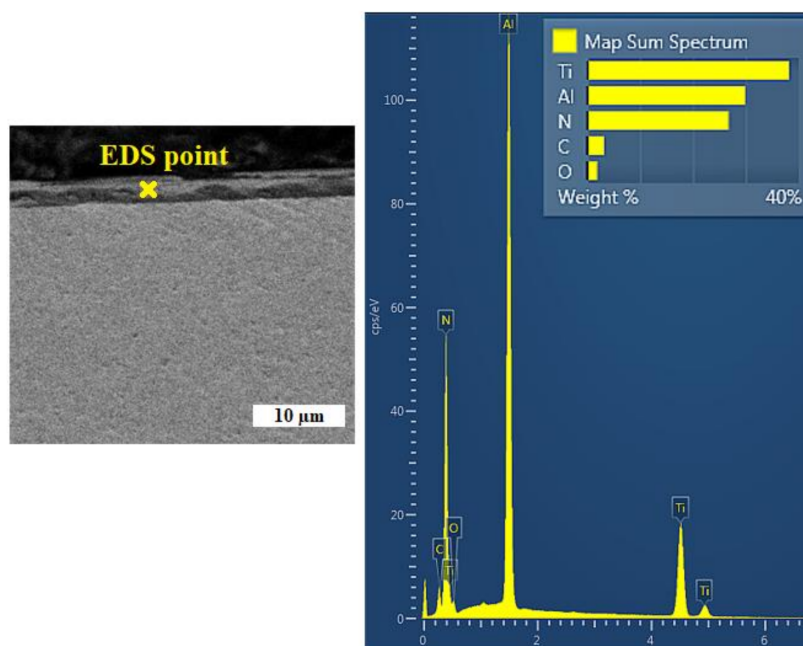 EDS point
10 µm
Map Sum Spectrum
Ti
Al
N
C
O
Weight % 40%
cps/eV
100
80
60
40
20
0
Al
N
O
C
Ti
Ti
Ti
0 2 4 6